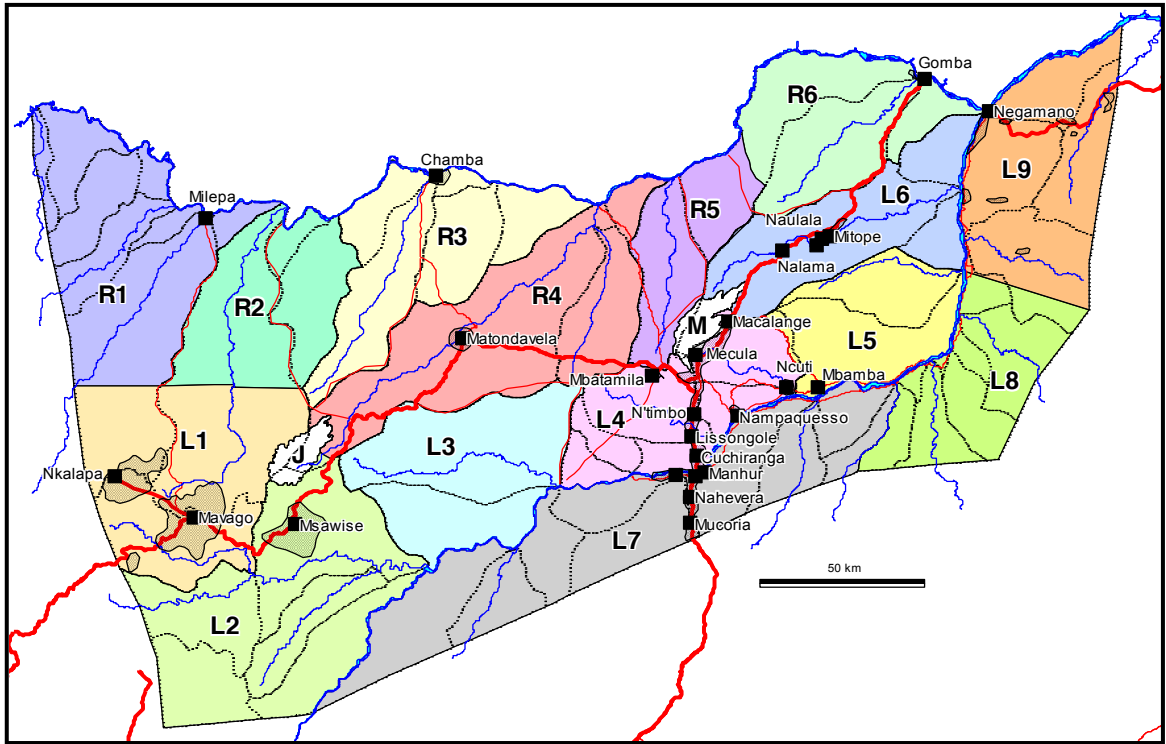 Gomba
R6
Negamano
Chamba
L9
Milepa
R5
L6
Naulala
R3
Mitope
Nalama
R1
R2
R4
M
Macalange
L5
Matondavela
Mecula
Ncuti
Mbatamila
Mbamba
L8
N'timbo
L4
Nampaquesso
L1
L3
Lissongole
J
Cuchiranga
Nkalapa
Manhur
Nahevera
Mavago
Msawise
Mucoria
L7
50 km
L2